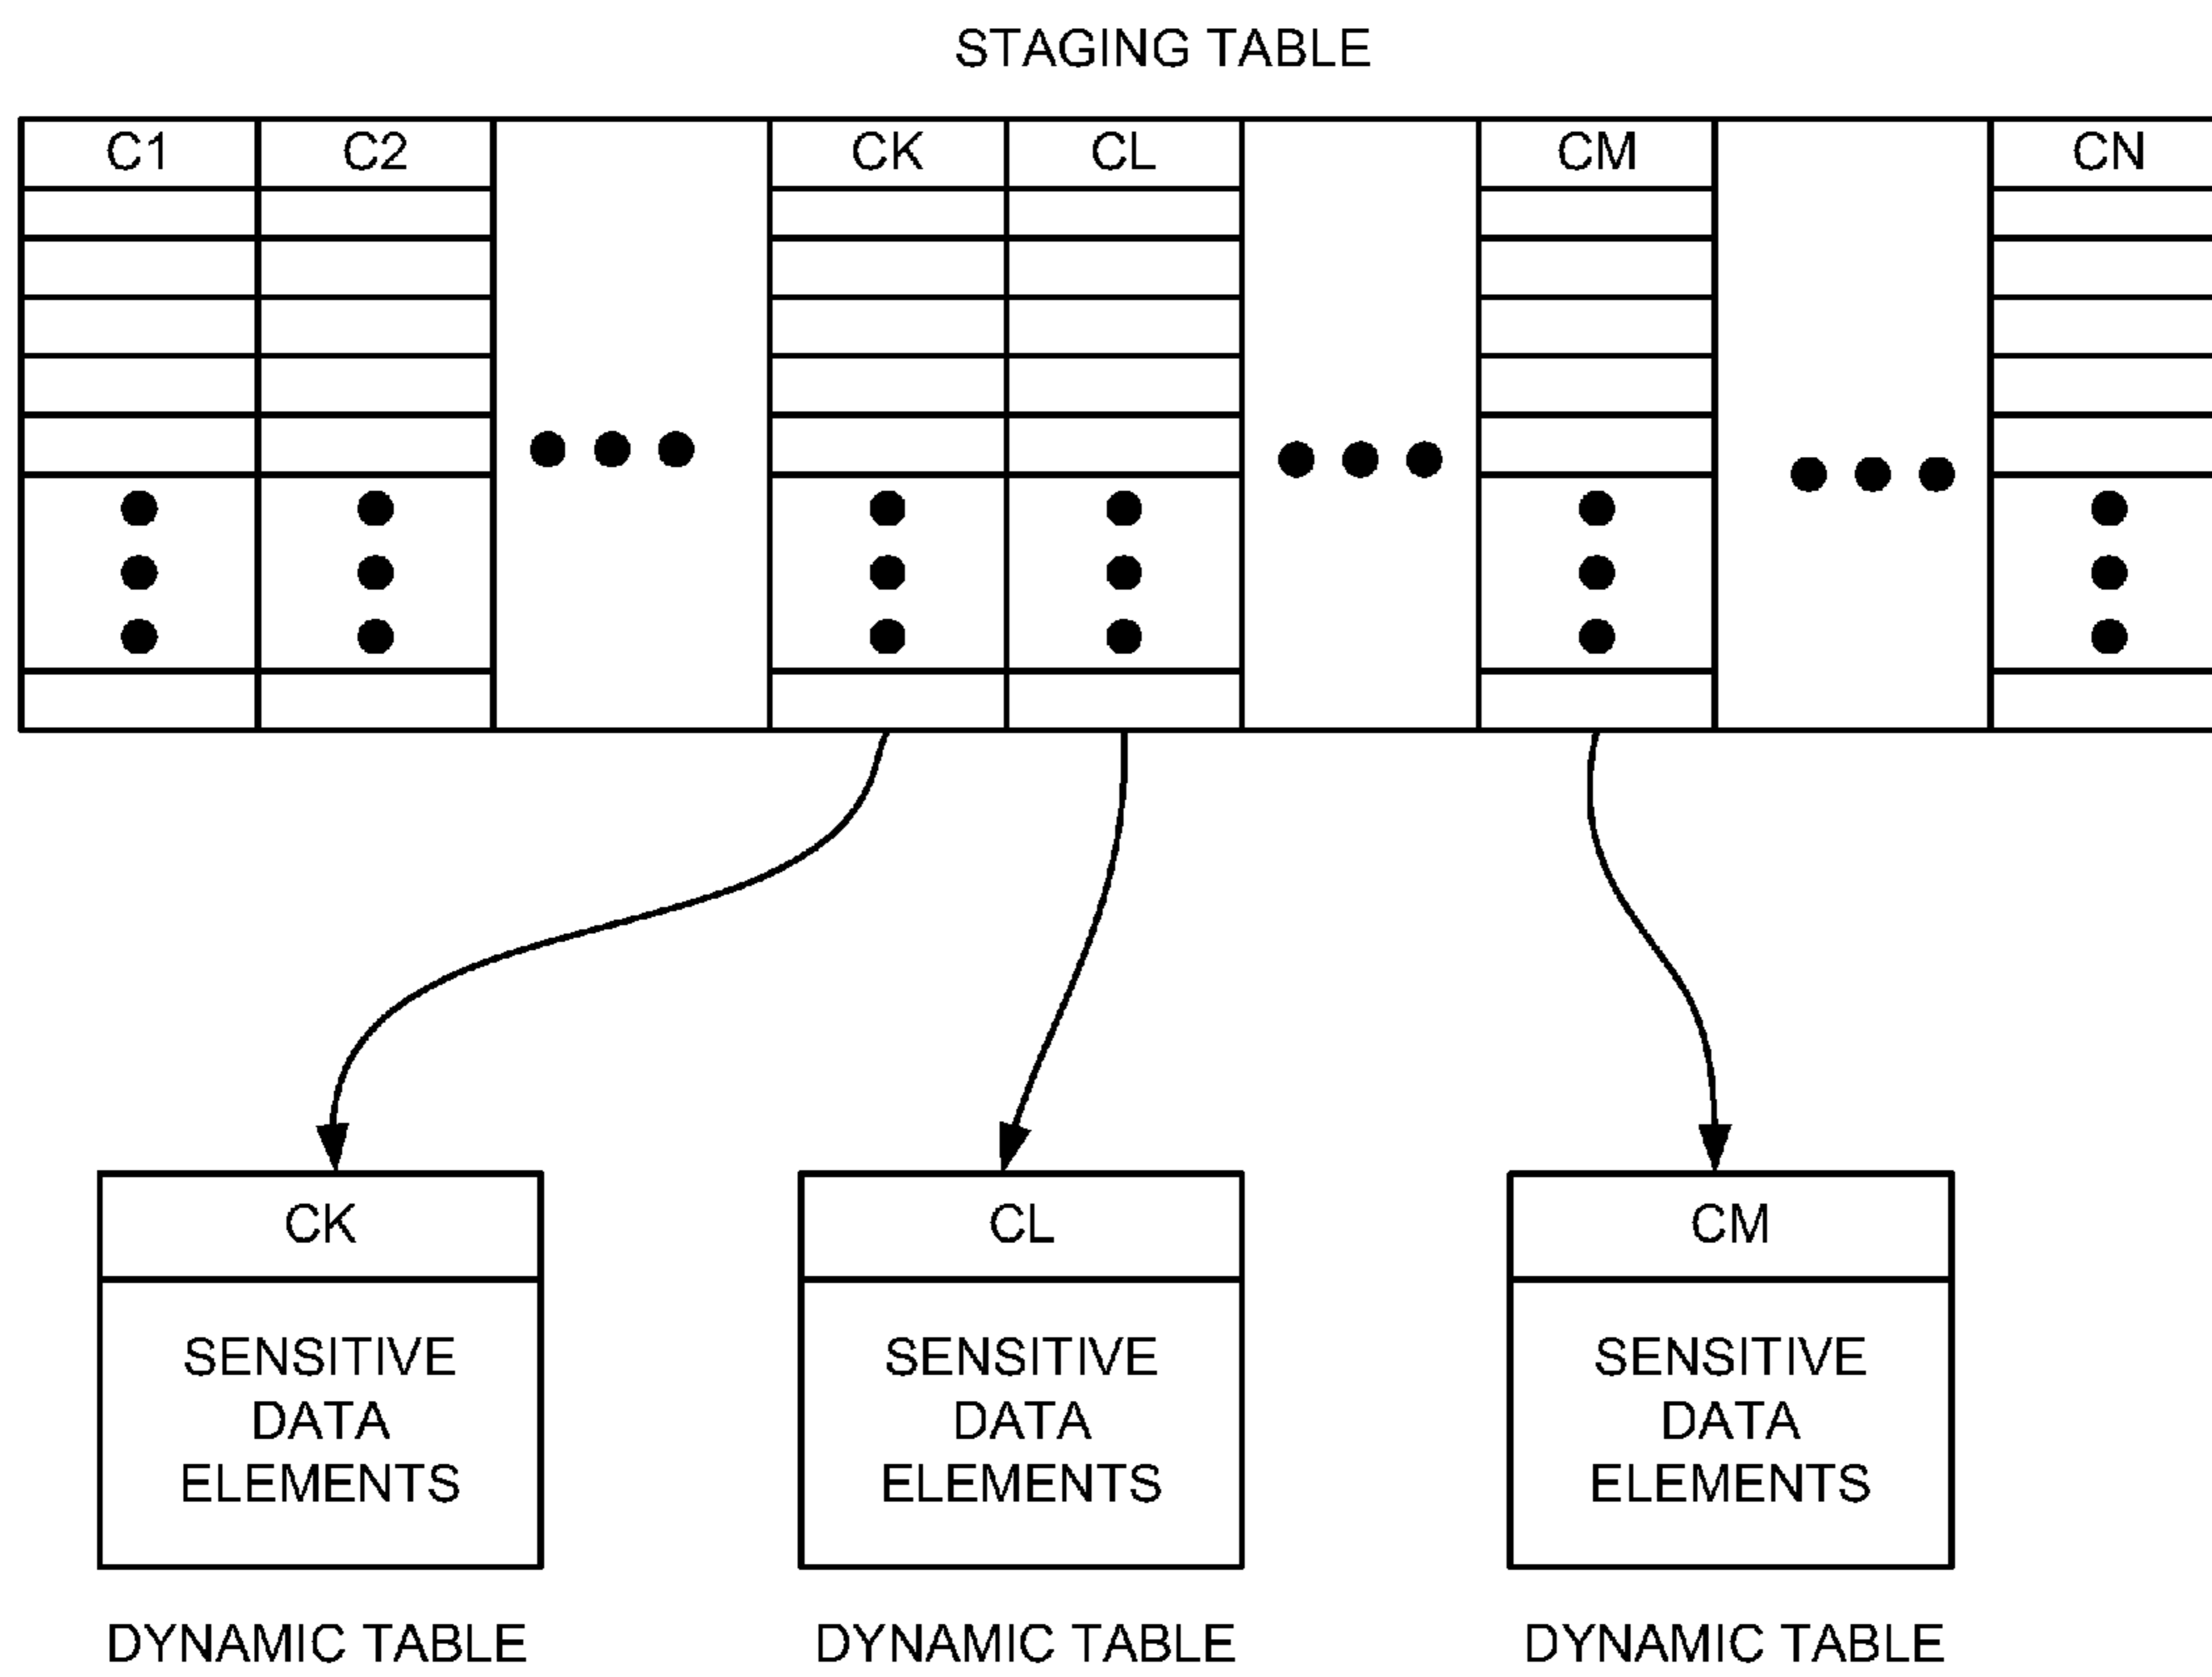 STAGING TABLE
C1 C2 CK CL CM CN
CK CL CM
SENSITIVE SENSITIVE SENSITIVE
DATA DATA DATA
ELEMENTS ELEMENTS ELEMENTS
DYNAMIC TABLE DYNAMIC TABLE DYNAMIC TABLE